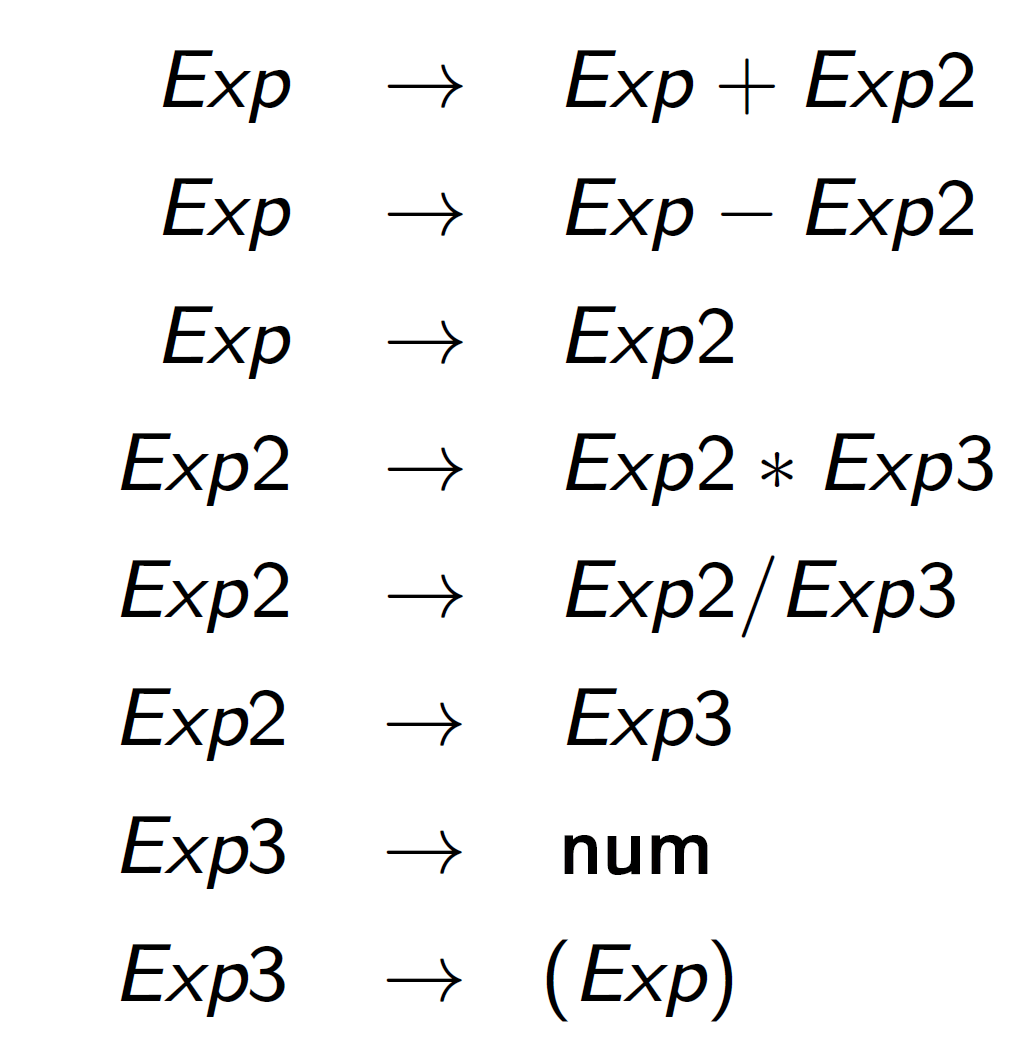 Exp → Exp + Exp2
Exp → Exp − Exp2
Exp → Exp2
Exp2 → Exp2 ∗ Exp3
Exp2 → Exp2/Exp3
Exp2 → Exp3
Exp3 → num
Exp3 → (Exp)